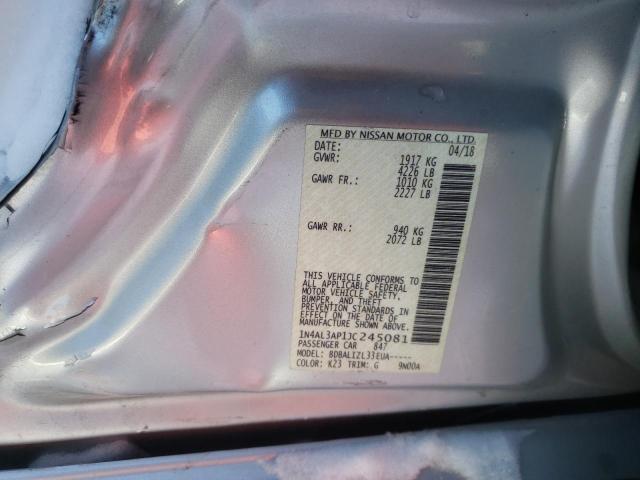 MFD BY NISSAN MOTOR CO., LTD.
DATE: 04/18
GVWR: 1917 KG
4226 LB
GAWR FR.: 1010 KG
2227 LB
GAWR RR.: 940 KG
2072 LB
THIS VEHICLE CONFORMS TO
ALL APPLICABLE FEDERAL
MOTOR VEHICLE SAFETY,
BUMPER, AND THEFT
PREVENTION STANDARDS IN
EFFECT ON THE DATE OF
MANUFACTURE SHOWN ABOVE.
1N4AL3AP1JC245081
PASSENGER CAR 847
MODEL: BDBALIZL33EUA-----
COLOR: K23 TRIM: G 9N00A